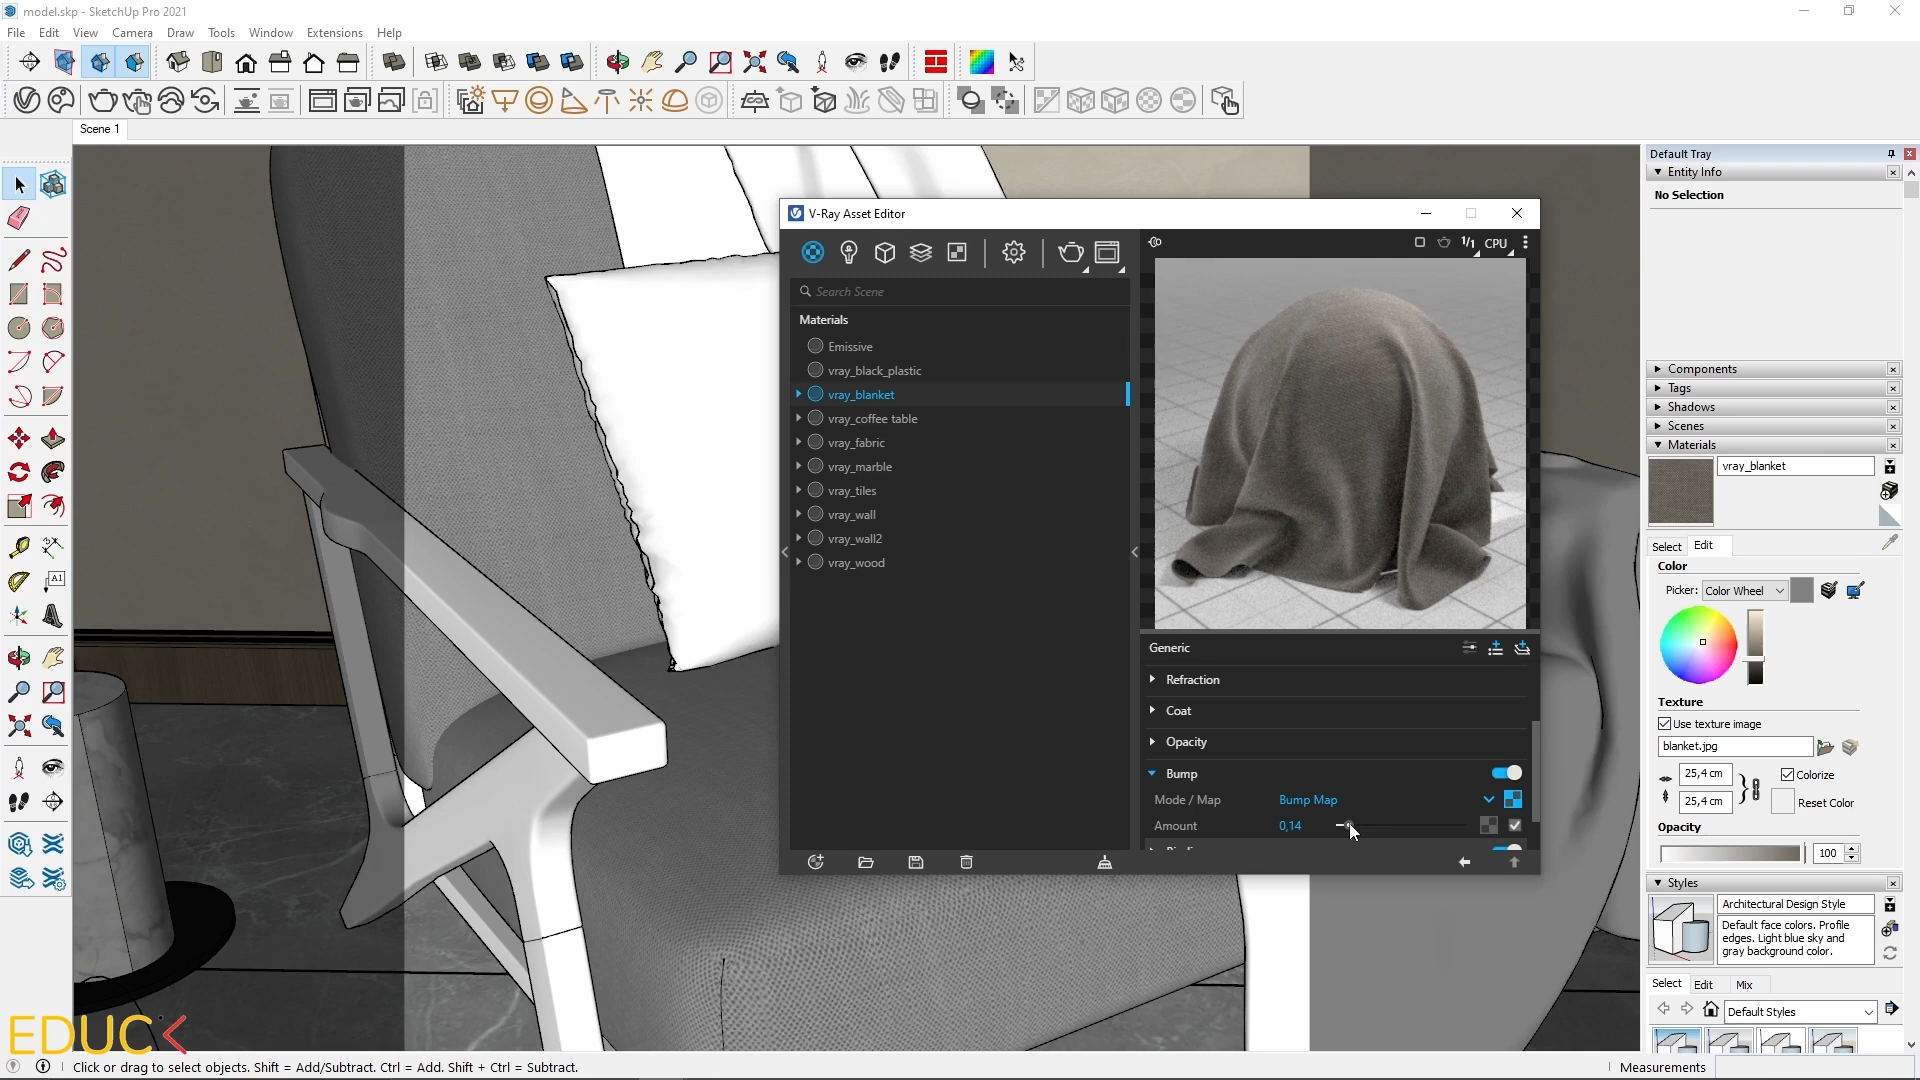 model.skp - SketchUp Pro 2021
File Edit View Camera Draw Tools Window Extensions Help
Scene 1
A1
V-Ray Asset Editor
Search Scene
Materials
Emissive
vray_black_plastic
vray_blanket
vray_coffee table
vray_fabric
vray_marble
vray_tiles
vray_wall
vray_wall2
vray_wood
1/1 CPU
Generic
Refraction
Coat
Opacity
Bump
Mode / Map Bump Map
Amount 0,14
Default Tray
Entity Info
No Selection
Components
Tags
Shadows
Scenes
Materials
vray_blanket
Select Edit
Color
Picker: Color Wheel
Texture
Use texture image
blanket.jpg
25,4 cm Colorize
25,4 cm Reset Color
Opacity
100
Styles
Architectural Design Style
Default face colors. Profile
edges. Light blue sky and
gray background color.
Select Edit Mix
Default Styles
EDUC
Click or drag to select objects. Shift = Add/Subtract. Ctrl = Add. Shift + Ctrl = Subtract.
Measurements